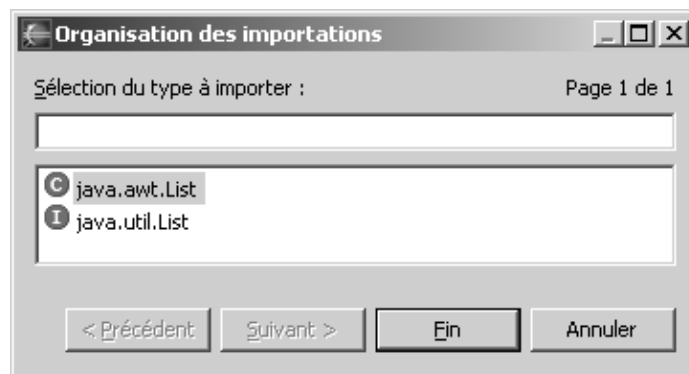 Organisation des importations
Sélection du type à importer : Page 1 de 1
C java.awt.List
I java.util.List
< Précédent Suivant > Fin Annuler